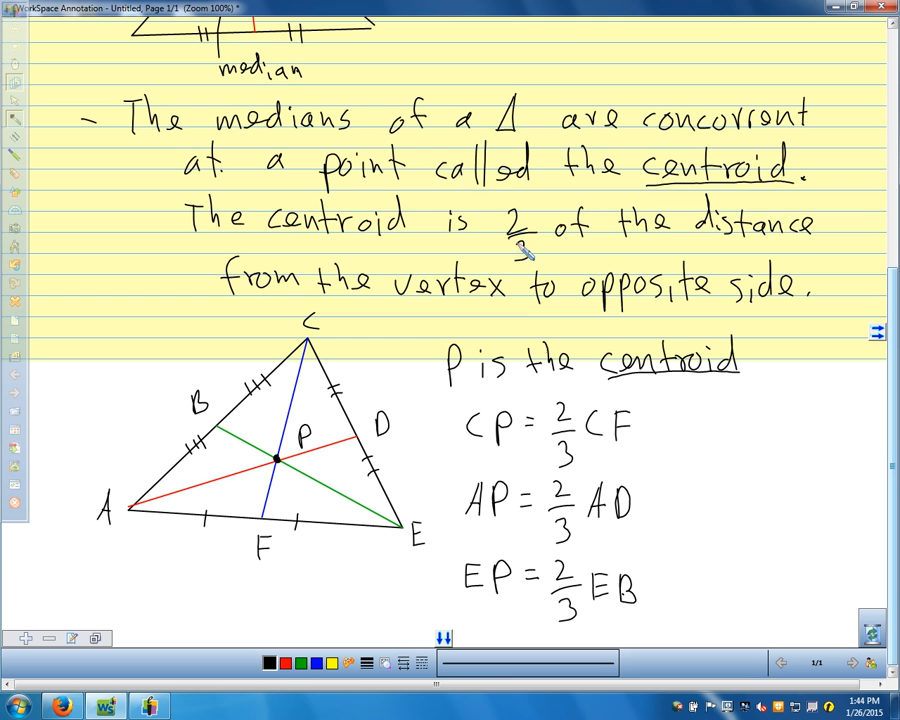 WorkSpace Annotation - Untitled, Page 1/1 (Zoom 100%) *
median
- The medians of a Δ are concorrent
at a point called the centroid.
The centroid is 2/3 of the distance
from the vertex to opposite side.
C
B
D
P
A
F
E
P is the centroid
CP = 2/3 CF
AP = 2/3 AD
EP = 2/3 EB
1/1
1:44 PM
1/26/2015